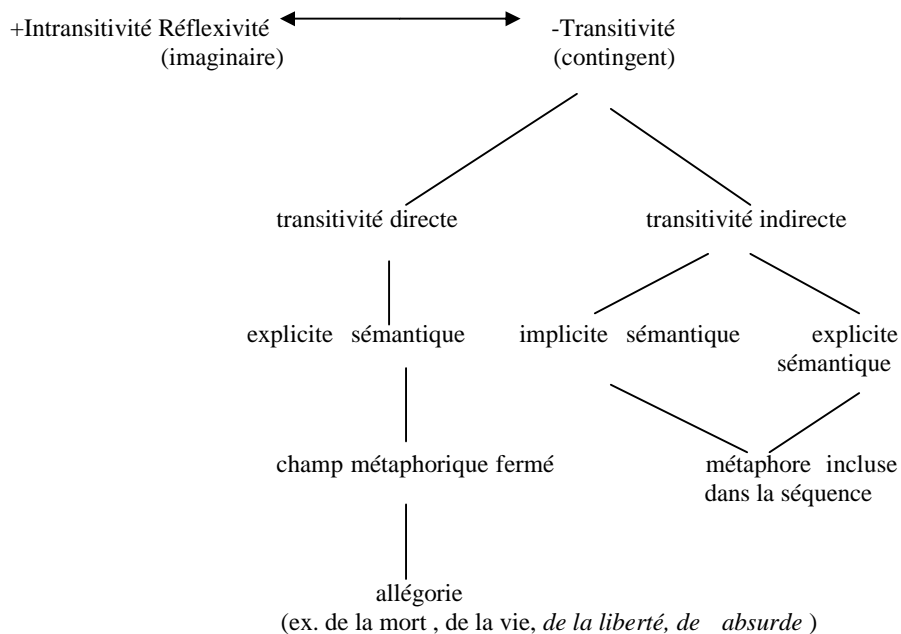 +Intransitivité Réflexivité -Transitivité
(imaginaire) (contingent)
transitivité directe transitivité indirecte
explicite sémantique implicite sémantique explicite
sémantique
champ métaphorique fermé métaphore incluse
dans la séquence
allégorie
(ex. de la mort , de la vie, de la liberté, de absurde )